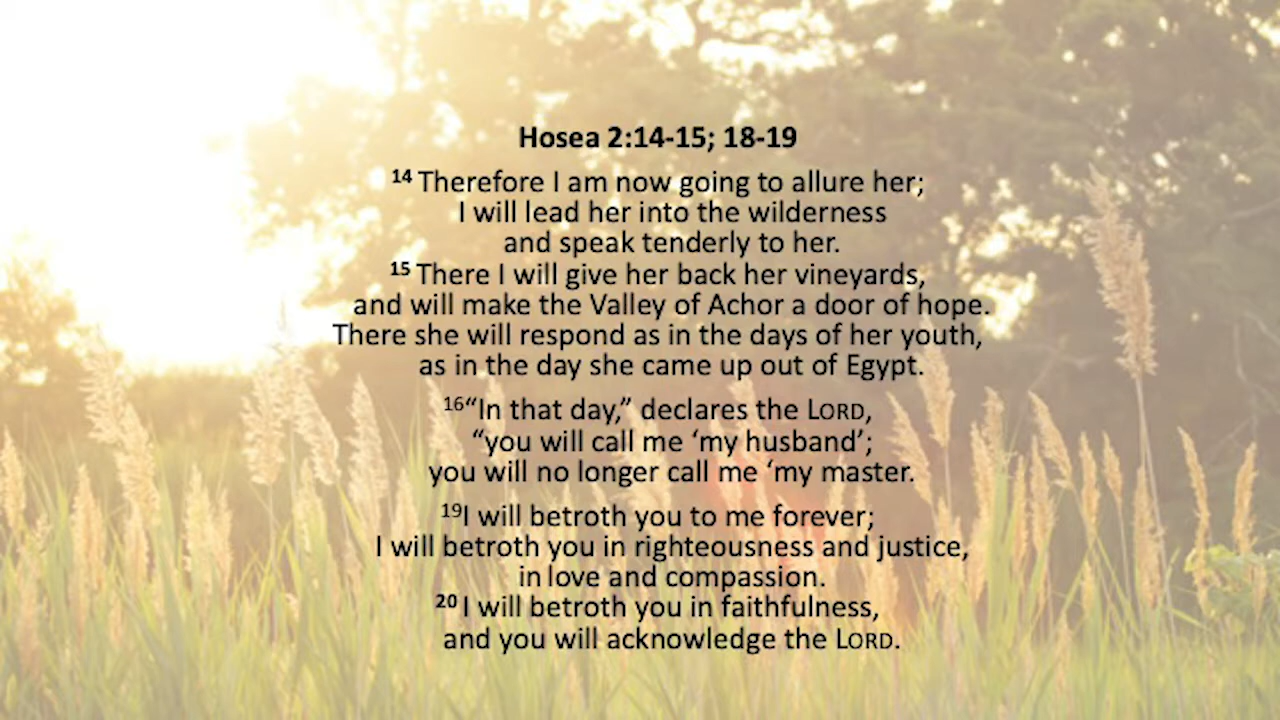 Hosea 2:14-15; 18-19
14 Therefore I am now going to allure her;
I will lead her into the wilderness
and speak tenderly to her.
15 There I will give her back her vineyards,
and will make the Valley of Achor a door of hope.
There she will respond as in the days of her youth,
as in the day she came up out of Egypt.
16“In that day,” declares the LORD,
“you will call me ‘my husband’;
you will no longer call me ‘my master.
19I will betroth you to me forever;
I will betroth you in righteousness and justice,
in love and compassion.
20 I will betroth you in faithfulness,
and you will acknowledge the LORD.